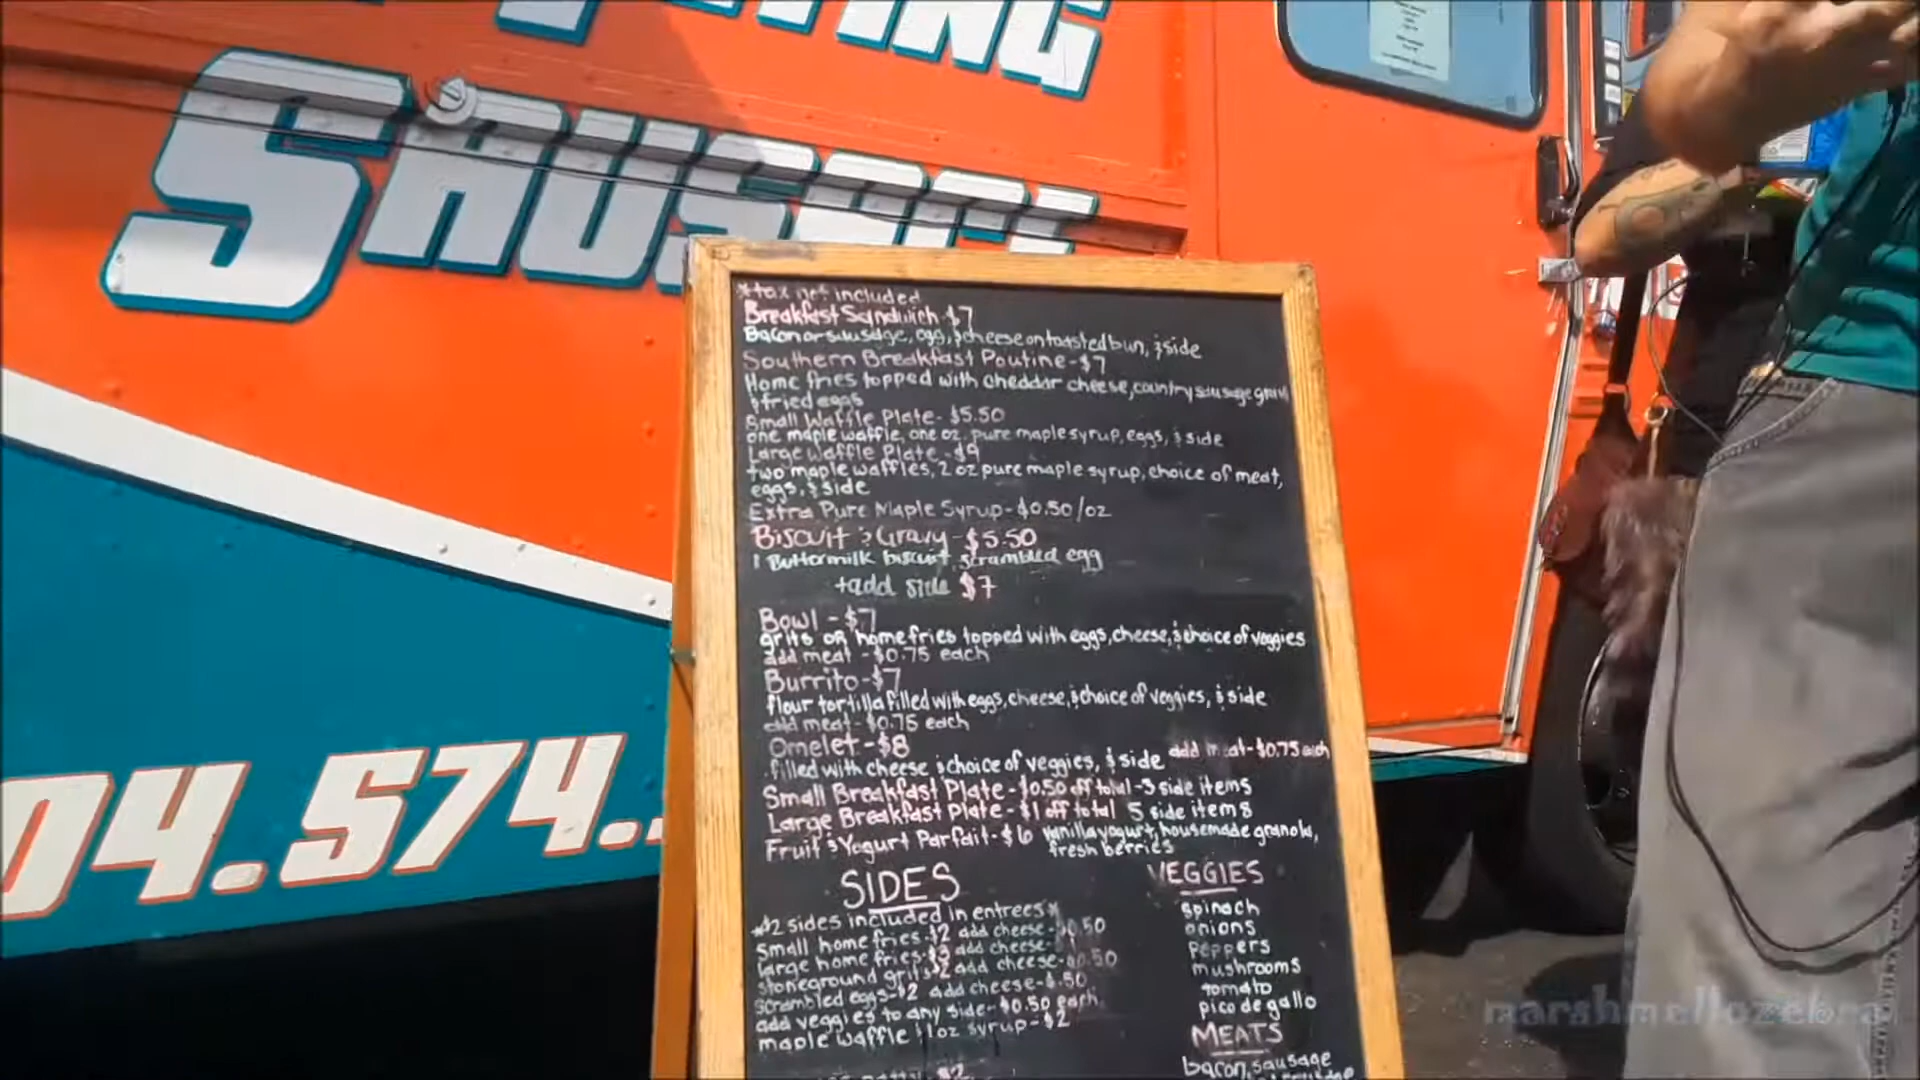 SAUSAGE
04.574.
*tax not included
Breakfast Sandwich-$7
Bacon or sausage, egg, & cheese on toasted bun, & side
Southern Breakfast Poutine-$7
Home fries topped with cheddar cheese, country sausage gravy
& fried eggs
Small Waffle Plate-$5.50
one maple waffle, one oz. pure maple syrup, eggs, & side
Large Waffle Plate-$9
two maple waffles, 2 oz pure maple syrup, choice of meat,
eggs, & side
Extra Pure Maple Syrup-$0.50/oz
Biscuit & Gravy-$5.50
1 Buttermilk biscuit, scrambled egg
+add side $7
Bowl-$7
grits OR homefries topped with eggs, cheese, & choice of veggies
add meat-$0.75 each
Burrito-$7
flour tortilla filled with eggs, cheese, & choice of veggies, & side
add meat-$0.75 each
Omelet-$8
filled with cheese & choice of veggies, & side add meat-$0.75 each
Small Breakfast Plate-$0.50 off total-3 side items
Large Breakfast Plate-$1 off total 5 side items
Fruit & Yogurt Parfait-$6 vanilla yogurt, housemade granola,
fresh berries
SIDES
*$2 sides included in entrees*
small home fries-$2 add cheese-$0.50
large home fries-$3 add cheese-$1
stoneground grits-$2 add cheese-$0.50
scrambled eggs-$2 add cheese-$.50
add veggies to any side-$0.50 each
maple waffle & 1oz syrup-$2
$2
VEGGIES
spinach
onions
peppers
mushrooms
tomato
pico de gallo
MEATS
bacon, sausage
marshmallozebra